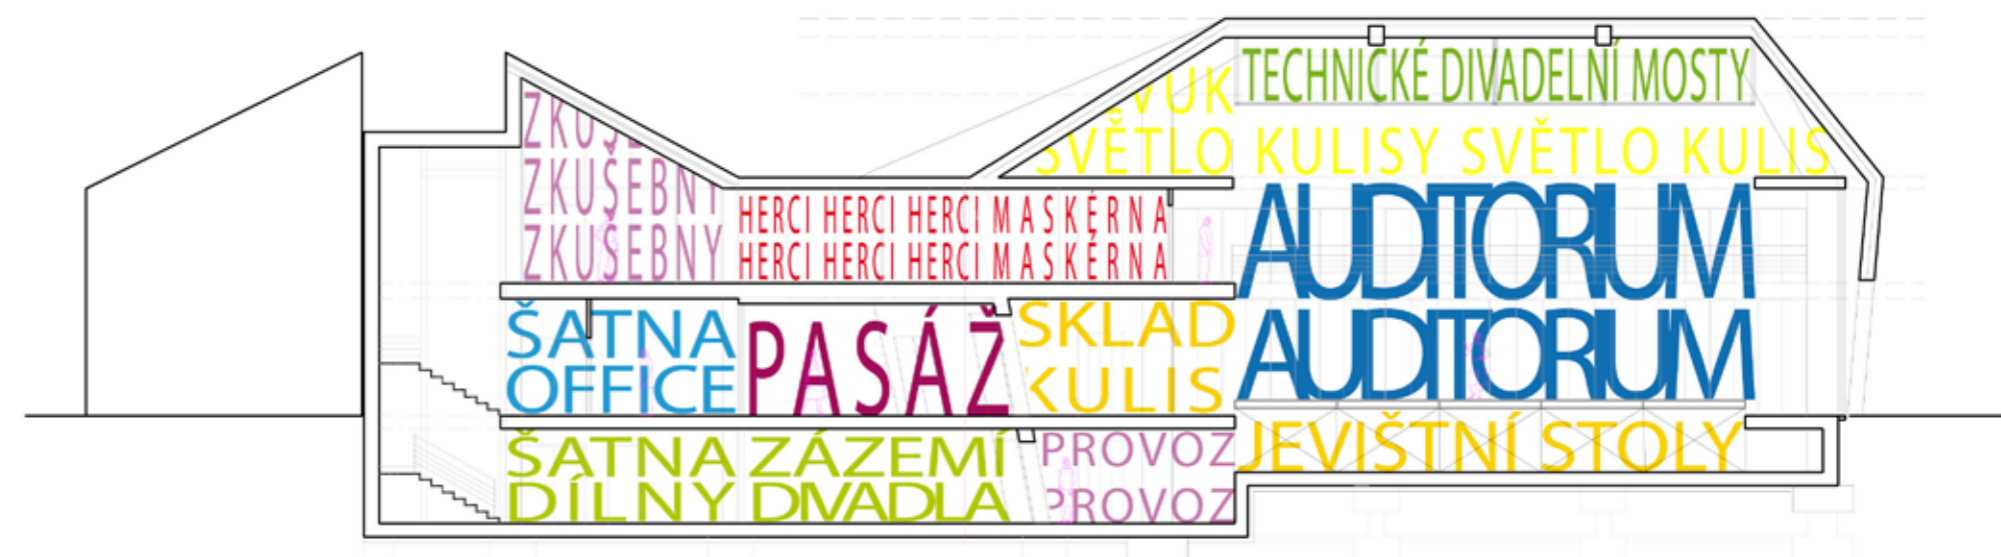 TECHNICKÉ DIVADELNÍ MOSTY
SVĚTLO KULISY SVĚTLO KULIS
ZKUŠEBNY
ZKUŠEBNY
HERCI HERCI HERCI MASKÉRNA
HERCI HERCI HERCI MASKÉRNA
AUDITORIUM
AUDITORIUM
ŠATNA
OFFICE
PASÁŽ
SKLAD
KULIS
ŠATNA ZÁZEMÍ
DÍLNY DIVADLA
PROVOZ
PROVOZ
JEVIŠTNÍ STOLY